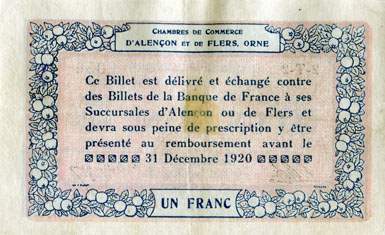 CHAMBRES DE COMMERCE
D'ALENÇON ET DE FLERS, ORNE
Ce Billet est délivré et échangé contre
des Billets de la Banque de France à ses
Succursales d'Alençon ou de Flers et
devra sous peine de prescription y être
présenté au remboursement avant le
31 Décembre 1920
UN FRANC